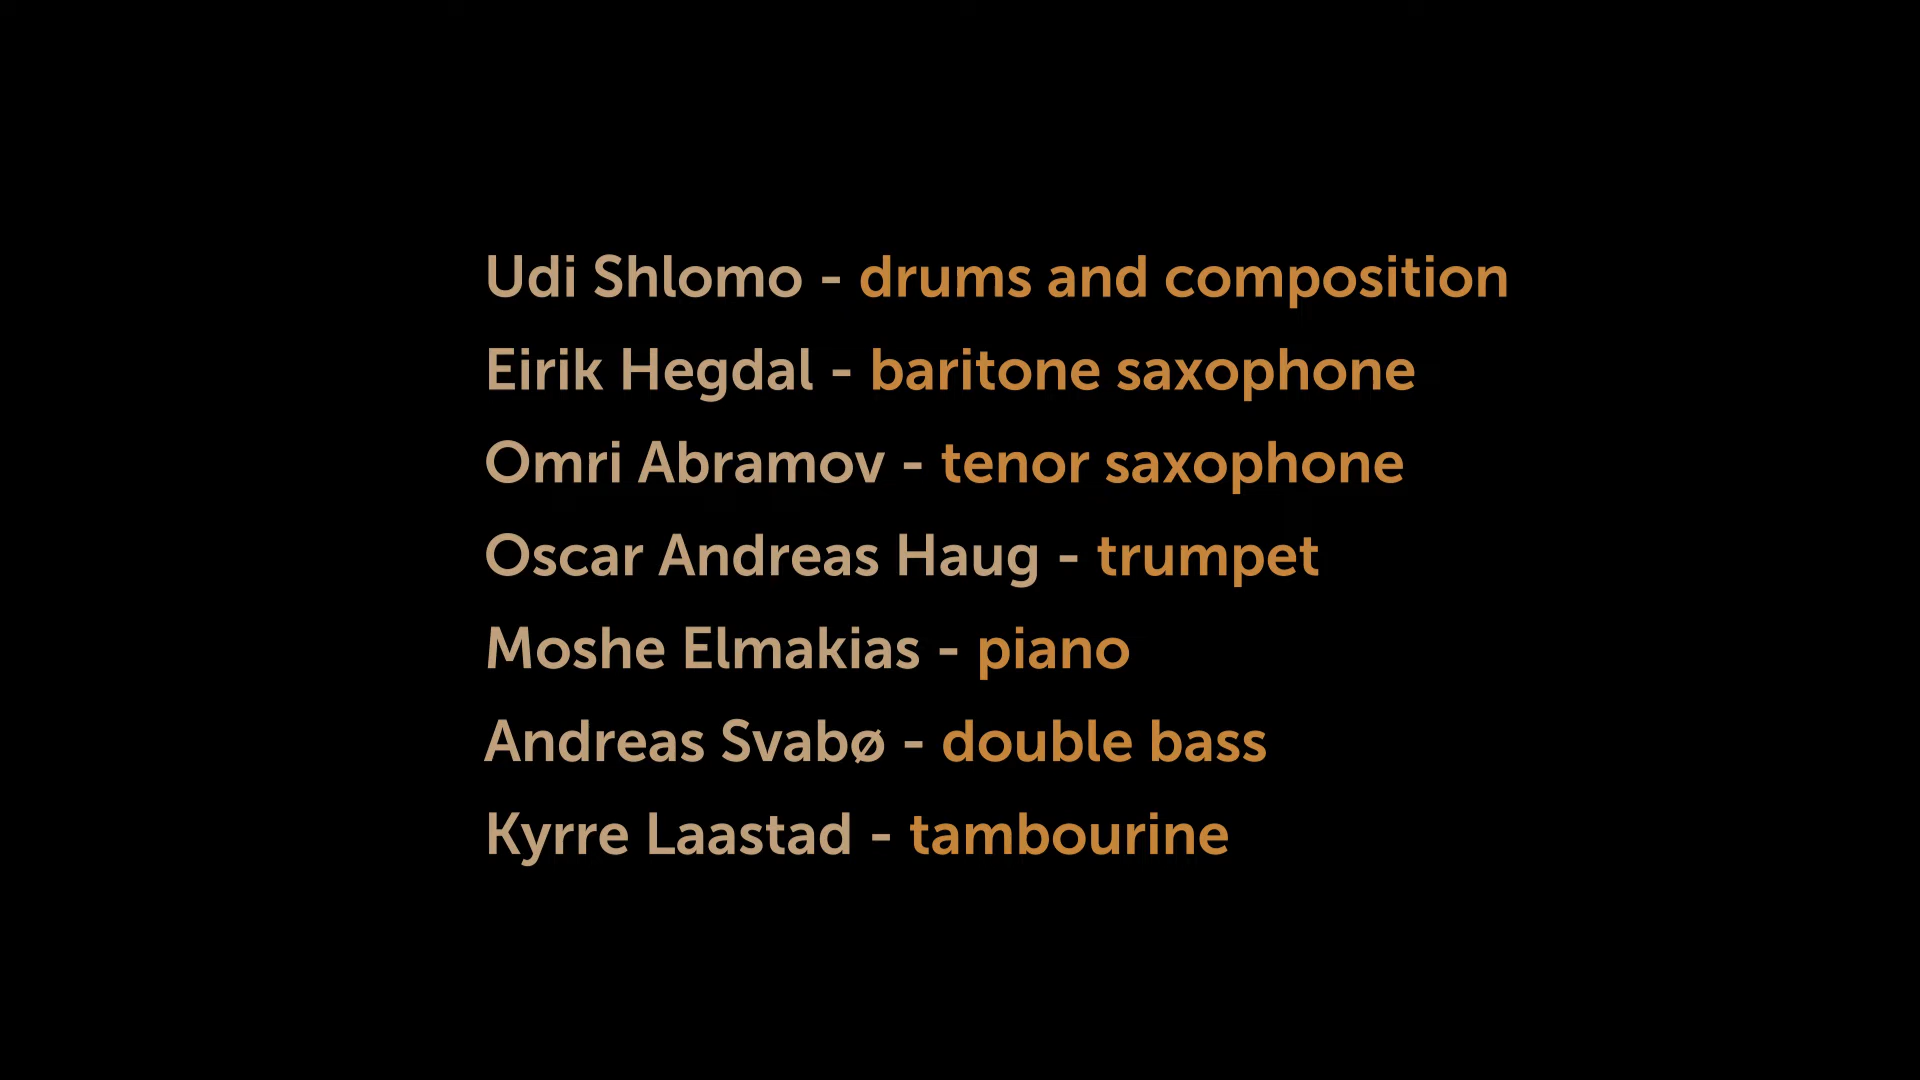 Udi Shlomo - drums and composition
Eirik Hegdal - baritone saxophone
Omri Abramov - tenor saxophone
Oscar Andreas Haug - trumpet
Moshe Elmakias - piano
Andreas Svabø - double bass
Kyrre Laastad - tambourine